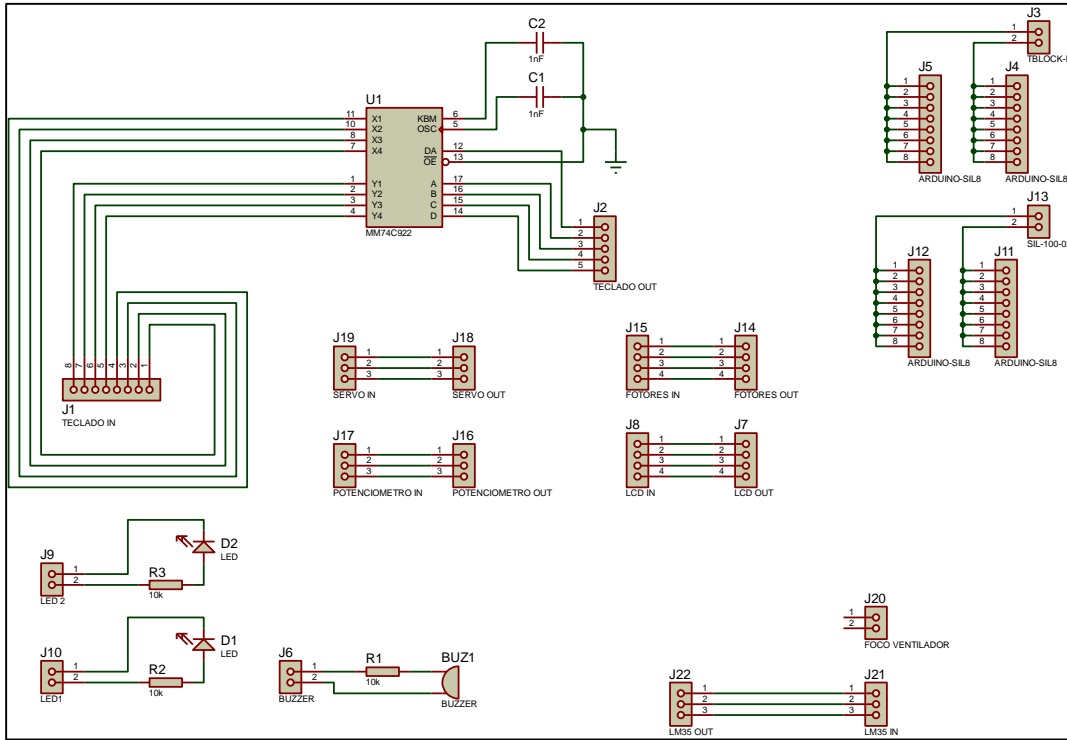 C2
1nF
C1
1nF
U1
11 X1 KBM 6
10 X2 OSC 5
8 X3
7 X4 DA 12
OE 13
1 Y1 A 17
2 Y2 B 16
3 Y3 C 15
4 Y4 D 14
MM74C922
J2
1
2
3
4
5
TECLADO OUT
J3
1
2
TBLOCK-
J5
1
2
3
4
5
6
7
8
ARDUINO-SIL8
J4
1
2
3
4
5
6
7
8
ARDUINO-SIL8
J13
1
2
SIL-100-0
J12
1
2
3
4
5
6
7
8
ARDUINO-SIL8
J11
1
2
3
4
5
6
7
8
ARDUINO-SIL8
8 7 6 5 4 3 2 1
J1
TECLADO IN
J19
1
2
3
SERVO IN
J18
1
2
3
SERVO OUT
J15
1
2
3
4
FOTORES IN
J14
1
2
3
4
FOTORES OUT
J17
1
2
3
POTENCIOMETRO IN
J16
1
2
3
POTENCIOMETRO OUT
J8
1
2
3
4
LCD IN
J7
1
2
3
4
LCD OUT
J9
1
2
LED 2
R3
10k
D2
LED
J10
1
2
LED1
R2
10k
D1
LED
J6
1
2
BUZZER
R1
10k
BUZ1
BUZZER
J20
1
2
FOCO VENTILADOR
J22
1
2
3
LM35 OUT
J21
1
2
3
LM35 IN